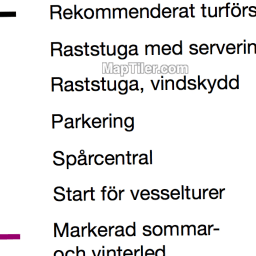 Rekommenderat turförs
Raststuga med serverin
MapTiler.com
Raststuga, vindskydd
Parkering
Spårcentral
Start för vesselturer
Markerad sommar-
och vinterled